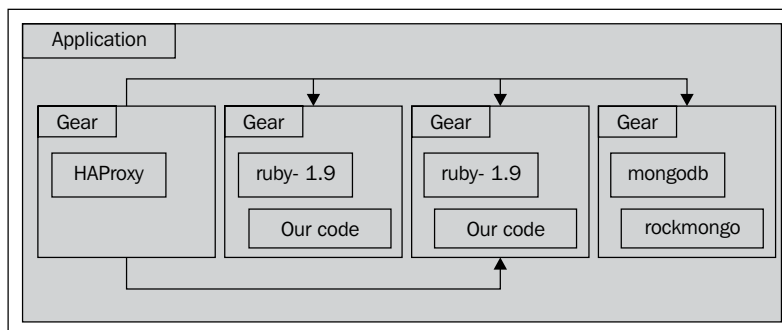 Application
Gear
HAProxy
Gear
ruby- 1.9
Our code
Gear
ruby- 1.9
Our code
Gear
mongodb
rockmongo